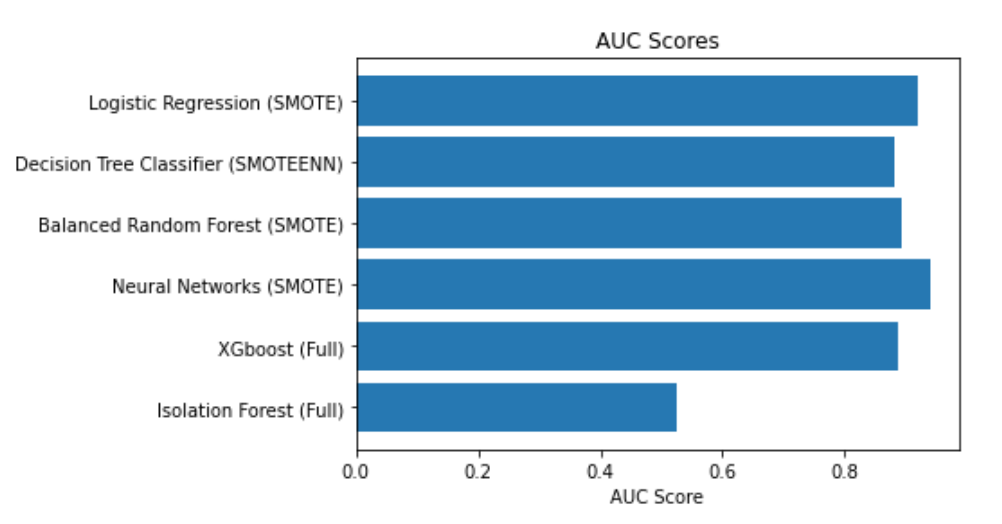 AUC Scores
Logistic Regression (SMOTE)
Decision Tree Classifier (SMOTEENN)
Balanced Random Forest (SMOTE)
Neural Networks (SMOTE)
XGboost (Full)
Isolation Forest (Full)
0.0 0.2 0.4 0.6 0.8
AUC Score